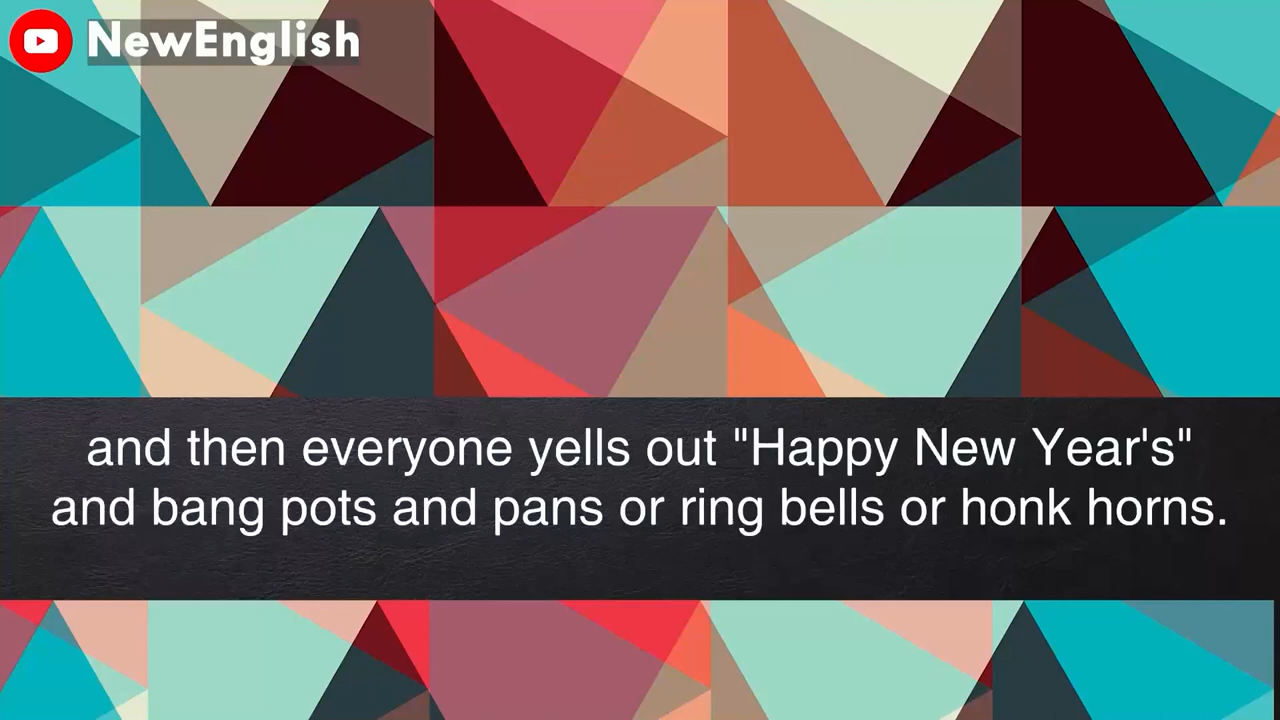 NewEnglish
and then everyone yells out "Happy New Year's"
and bang pots and pans or ring bells or honk horns.